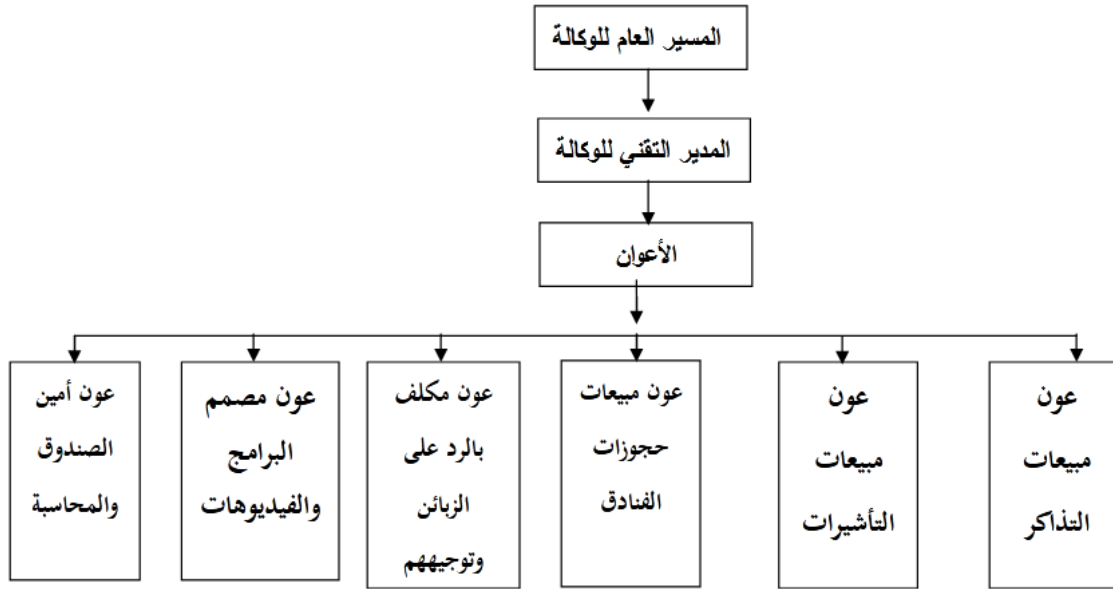 المسير العام للوكالة
المدير التقني للوكالة
الأعوان
عون
مبيعات
التذاكر
عون
مبيعات
التأشيرات
عون مبيعات
حجوزات
الفنادق
عون مكلف
بالرد على
الزبائن
وتوجيههم
عون مصمم
البرامج
والفيديوهات
عون أمين
الصندوق
والمحاسبة